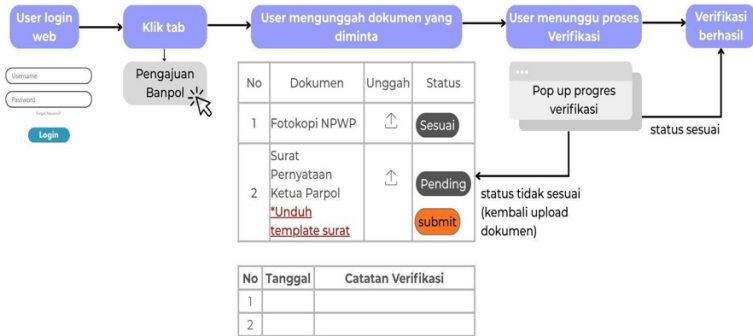 User login
web
Klik tab
User mengunggah dokumen yang
diminta
User menunggu proses
Verifikasi
Verifikasi
berhasil
Username
Password
Forgot Password?
Login
Pengajuan
Banpol
No Dokumen Unggah Status
1 Fotokopi NPWP Sesuai
2 Surat
Pernyataan
Ketua Parpol
*Unduh
template surat
Pending
submit
Pop up progres
verifikasi
status sesuai
status tidak sesuai
(kembali upload
dokumen)
No Tanggal Catatan Verifikasi
1
2